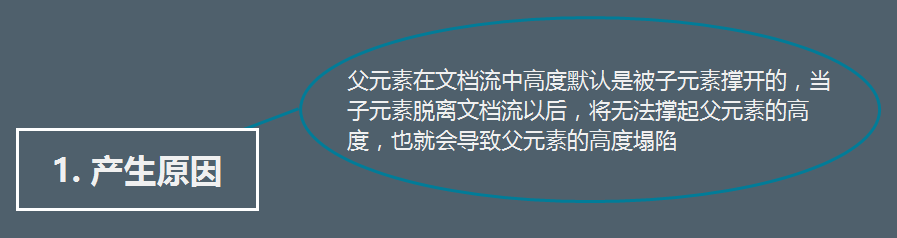 1. 产生原因
父元素在文档流中高度默认是被子元素撑开的，当
子元素脱离文档流以后，将无法撑起父元素的高
度，也就会导致父元素的高度塌陷